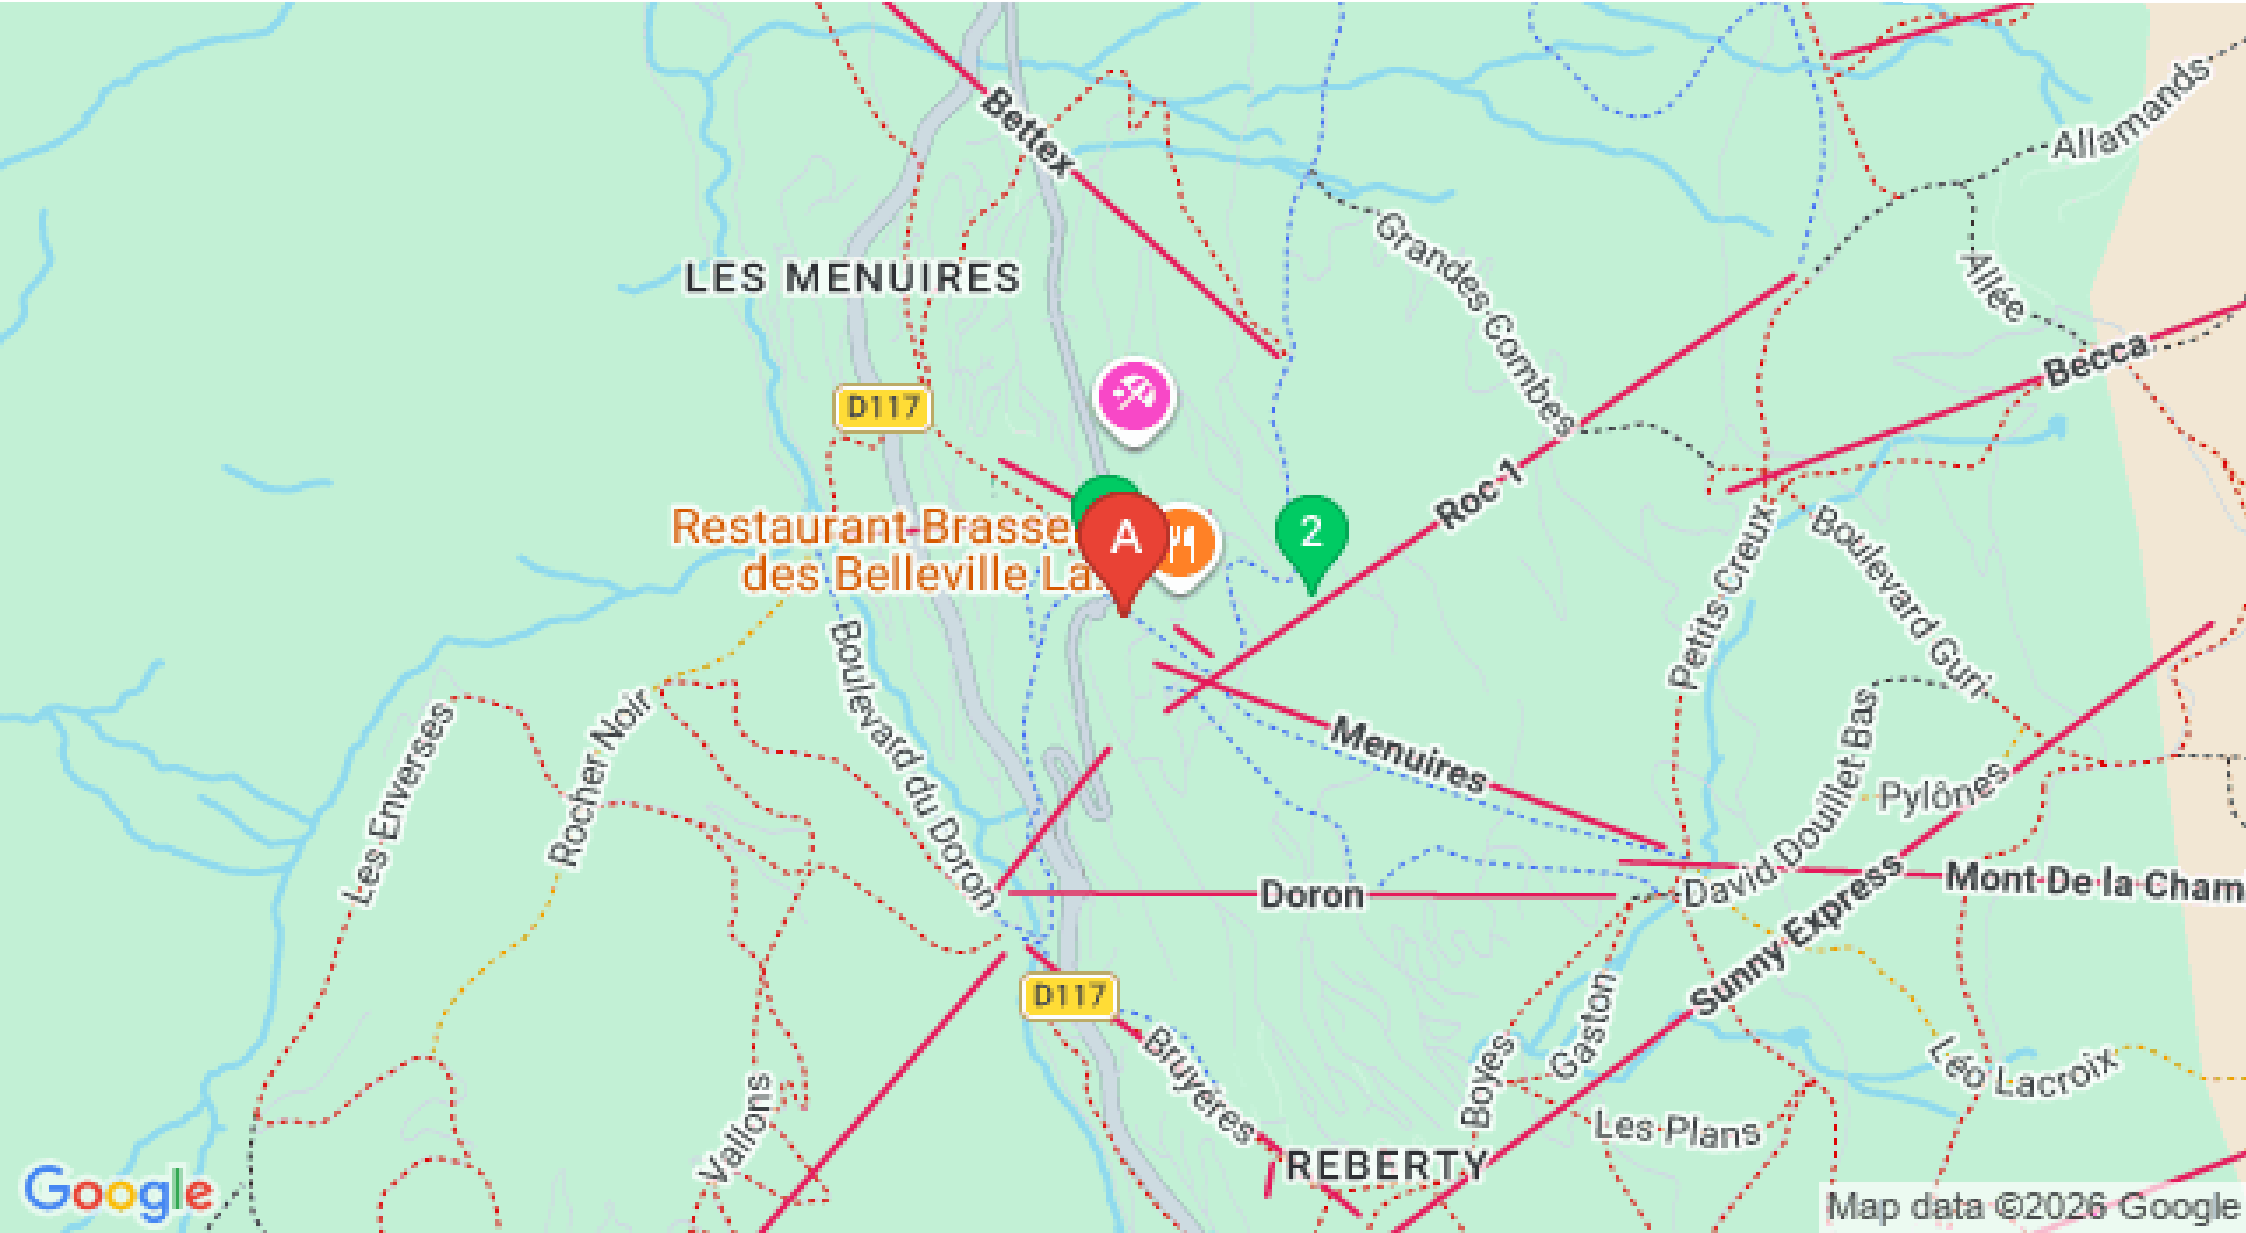 Bettex
Allamands
Grandes Combes
LES MENUIRES
Allée
Becca
D117
Roc 1
Restaurant Brasse
des Belleville La
A
2
Petits Creux
Boulevard Guri
Boulevard du Doron
Les Enverses
Rocher Noir
Menuires
David Douillet Bas
Pylônes
Doron
Mont De la Cham
Sunny Express
D117
Gaston
Boyes
Bruyéres
Léo Lacroix
Les Plans
Vallons
REBERTY
Google
Map data ©2026 Google